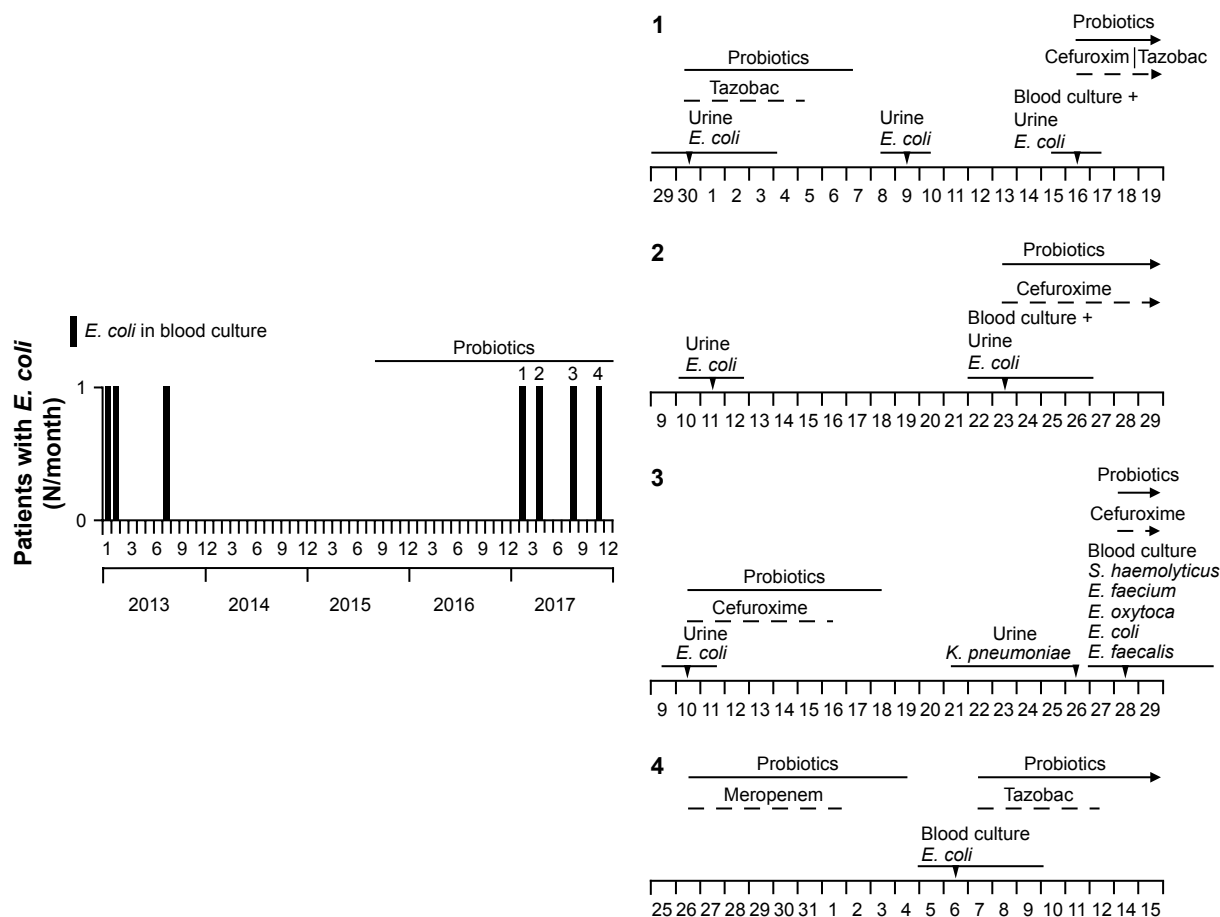 E. coli in blood culture
Probiotics
1 2 3 4
Patients with E. coli
(N/month)
1
0
1 3 6 9 12 3 6 9 12 3 6 9 12 3 6 9 12 3 6 9 12
2013 2014 2015 2016 2017
1
Probiotics
Cefuroxim Tazobac
Probiotics
Tazobac
Blood culture +
Urine
E. coli
Urine
E. coli
Urine
E. coli
29 30 1 2 3 4 5 6 7 8 9 10 11 12 13 14 15 16 17 18 19
2
Probiotics
Cefuroxime
Blood culture +
Urine
E. coli
Urine
E. coli
9 10 11 12 13 14 15 16 17 18 19 20 21 23 24 25 26 27 28 29
3
Probiotics
Cefuroxime
Blood culture
S. haemolyticus
E. faecium
E. oxytoca
E. coli
E. faecalis
Probiotics
Cefuroxime
Urine
E. coli
Urine
K. pneumoniae
9 10 11 12 13 14 15 16 17 18 19 20 21 22 23 24 25 26 27 28 29
4
Probiotics
Meropenem
Probiotics
Tazobac
Blood culture
E. coli
25 26 27 28 29 30 31 1 2 3 4 5 6 7 8 9 10 11 12 14 15